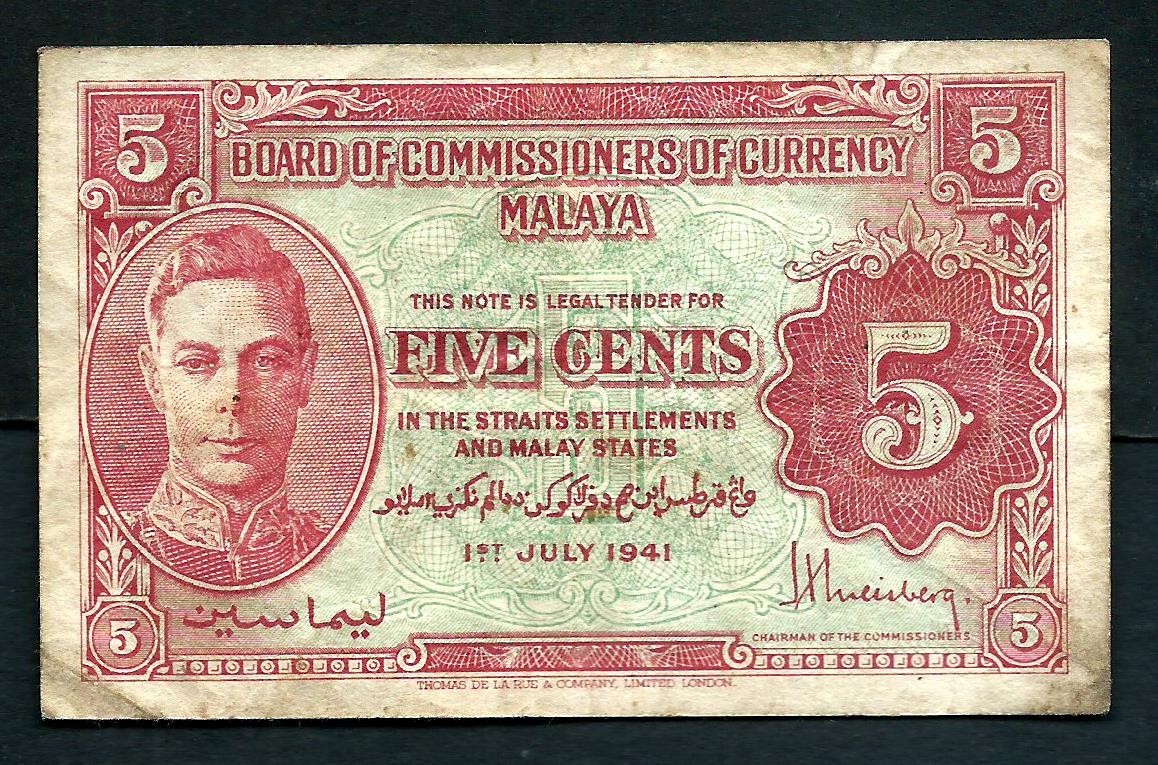 5 5
BOARD OF COMMISSIONERS OF CURRENCY
MALAYA
THIS NOTE IS LEGAL TENDER FOR
FIVE CENTS
5
IN THE STRAITS SETTLEMENTS
AND MALAY STATES
1ST JULY 1941
ليما سين
CHAIRMAN OF THE COMMISSIONERS
5 5
THOMAS DE LA RUE & COMPANY, LIMITED, LONDON.